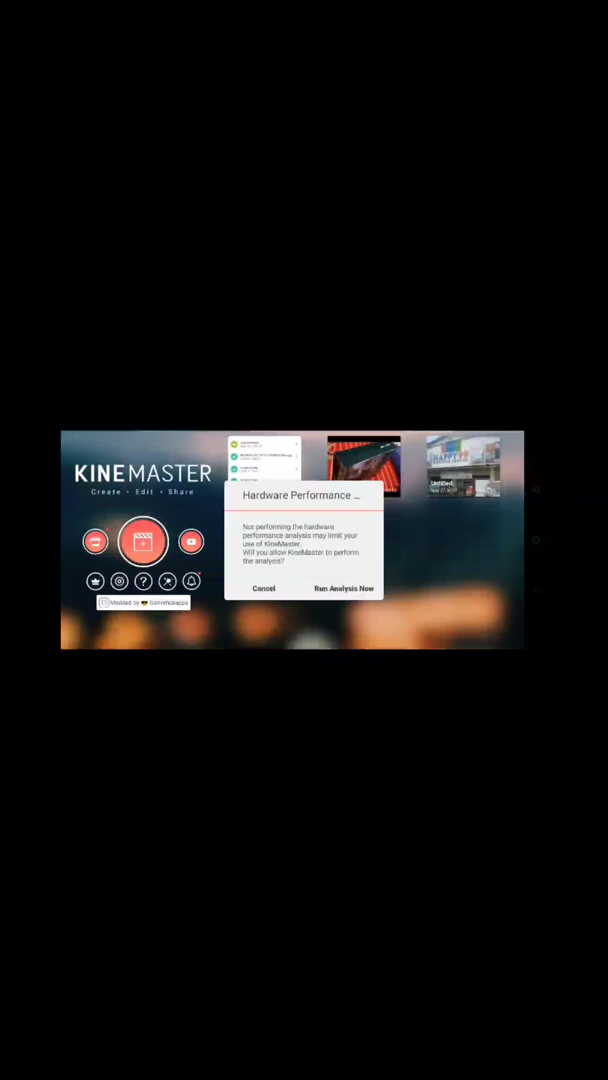 KINEMASTER
Create • Edit • Share
Hardware Performance ...
Not performing the hardware
performance analysis may limit your
use of KineMaster.
Will you allow KineMaster to perform
the analysis?
Cancel
Run Analysis Now
Untitled
Modded by